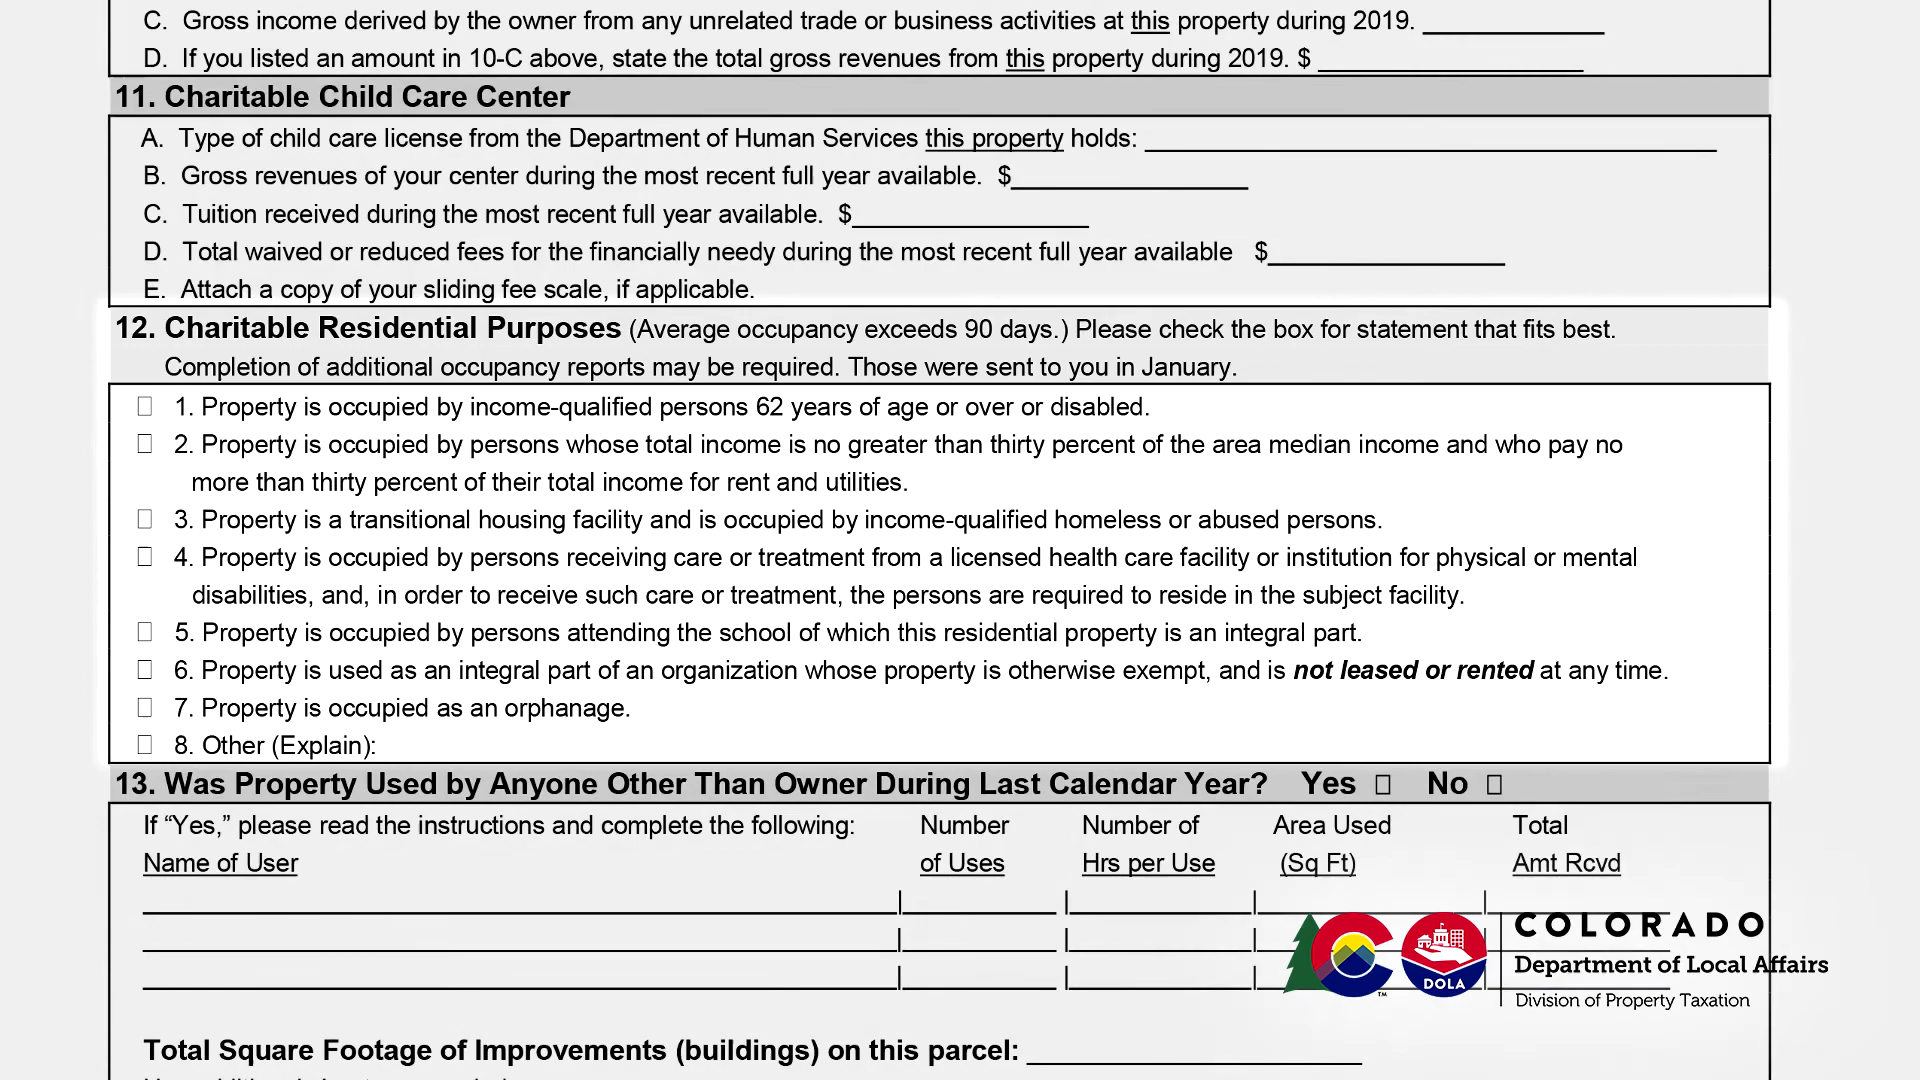 C. Gross income derived by the owner from any unrelated trade or business activities at this property during 2019. ______________
D. If you listed an amount in 10-C above, state the total gross revenues from this property during 2019. $ ____________________
11. Charitable Child Care Center
A. Type of child care license from the Department of Human Services this property holds: ____________________________________________
B. Gross revenues of your center during the most recent full year available. $__________________
C. Tuition received during the most recent full year available. $__________________
D. Total waived or reduced fees for the financially needy during the most recent full year available $__________________
E. Attach a copy of your sliding fee scale, if applicable.
12. Charitable Residential Purposes (Average occupancy exceeds 90 days.) Please check the box for statement that fits best.
Completion of additional occupancy reports may be required. Those were sent to you in January.
☐ 1. Property is occupied by income-qualified persons 62 years of age or over or disabled.
☐ 2. Property is occupied by persons whose total income is no greater than thirty percent of the area median income and who pay no
more than thirty percent of their total income for rent and utilities.
☐ 3. Property is a transitional housing facility and is occupied by income-qualified homeless or abused persons.
☐ 4. Property is occupied by persons receiving care or treatment from a licensed health care facility or institution for physical or mental
disabilities, and, in order to receive such care or treatment, the persons are required to reside in the subject facility.
☐ 5. Property is occupied by persons attending the school of which this residential property is an integral part.
☐ 6. Property is used as an integral part of an organization whose property is otherwise exempt, and is not leased or rented at any time.
☐ 7. Property is occupied as an orphanage.
☐ 8. Other (Explain):
13. Was Property Used by Anyone Other Than Owner During Last Calendar Year? Yes ☐ No ☐
If “Yes,” please read the instructions and complete the following: Number Number of Area Used Total
Name of User of Uses Hrs per Use (Sq Ft) Amt Rcvd
COLORADO
Department of Local Affairs
DOLA
TM
Division of Property Taxation
Total Square Footage of Improvements (buildings) on this parcel: ______________________